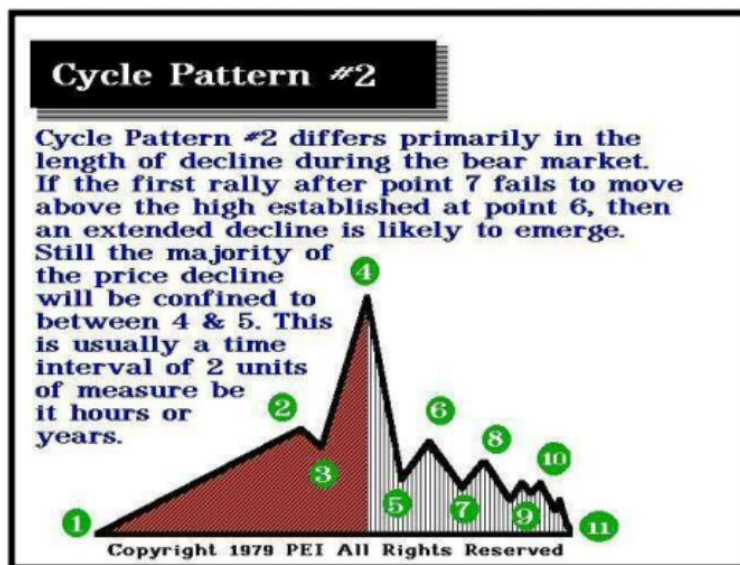 Cycle Pattern #2
Cycle Pattern #2 differs primarily in the
length of decline during the bear market.
If the first rally after point 7 fails to move
above the high established at point 6, then
an extended decline is likely to emerge.
Still the majority of
the price decline
will be confined to
between 4 & 5. This
is usually a time
interval of 2 units
of measure be
it hours or
years.
4
2
6
8
10
3
5
7
9
1
11
Copyright 1979 PEI All Rights Reserved